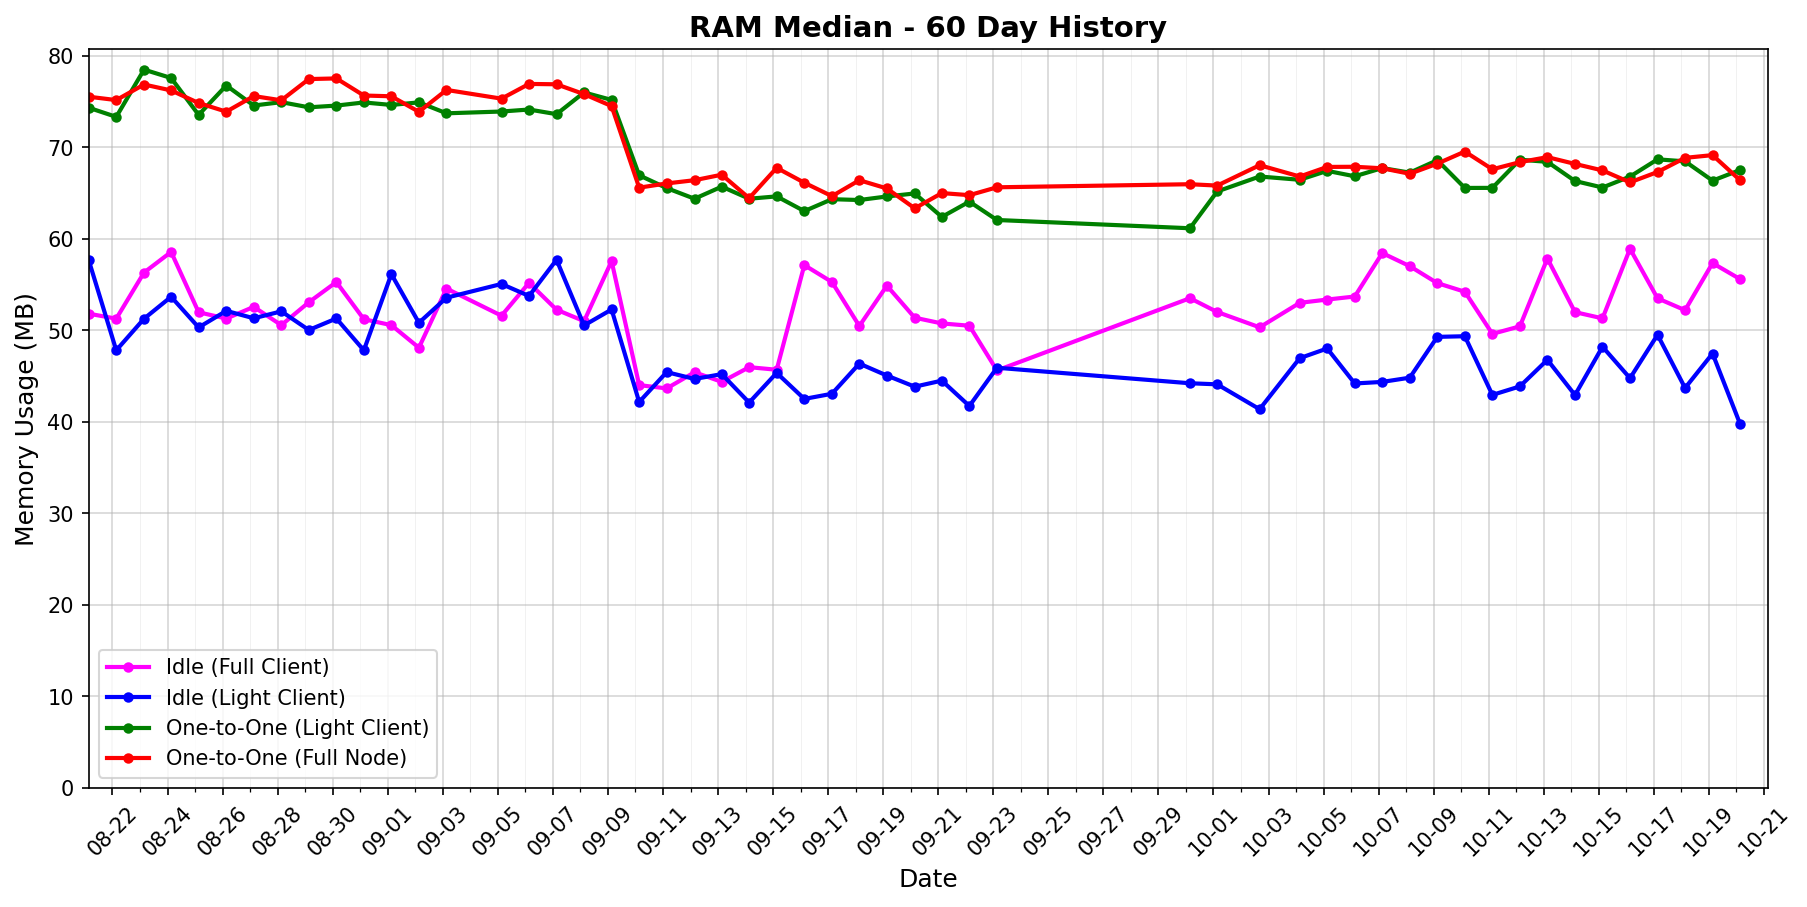 RAM Median - 60 Day History
Memory Usage (MB)
80
70
60
50
40
30
20
10
0
Idle (Full Client)
Idle (Light Client)
One-to-One (Light Client)
One-to-One (Full Node)
08-22 08-24 08-26 08-28 08-30 09-01 09-03 09-05 09-07 09-09 09-11 09-13 09-15 09-17 09-19 09-21 09-23 09-25 09-27 09-29 10-01 10-03 10-05 10-07 10-09 10-11 10-13 10-15 10-17 10-19 10-21
Date